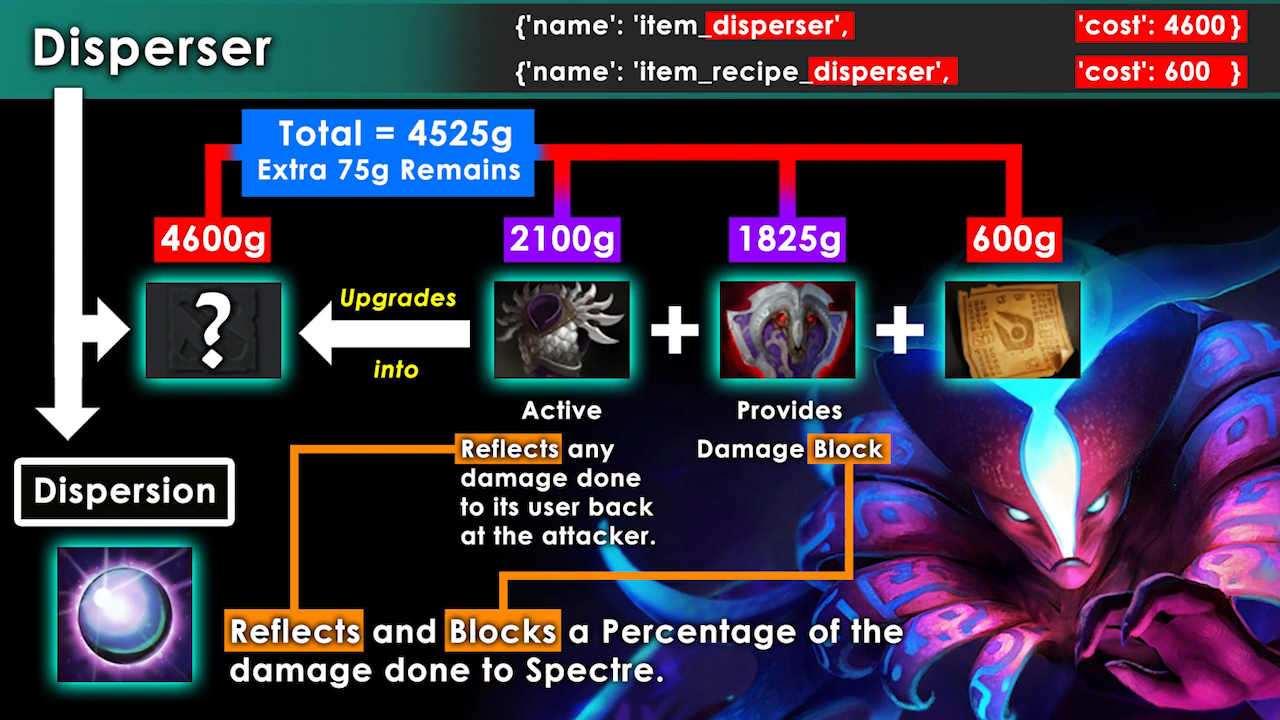 Disperser
{'name': 'item_disperser', 'cost': 4600 }
{'name': 'item_recipe_disperser', 'cost': 600 }
Total = 4525g
Extra 75g Remains
4600g 2100g 1825g 600g
?
Upgrades
into
+ +
Active
Reflects any
damage done
to its user back
at the attacker.
Provides
Damage Block
Dispersion
Reflects and Blocks a Percentage of the
damage done to Spectre.